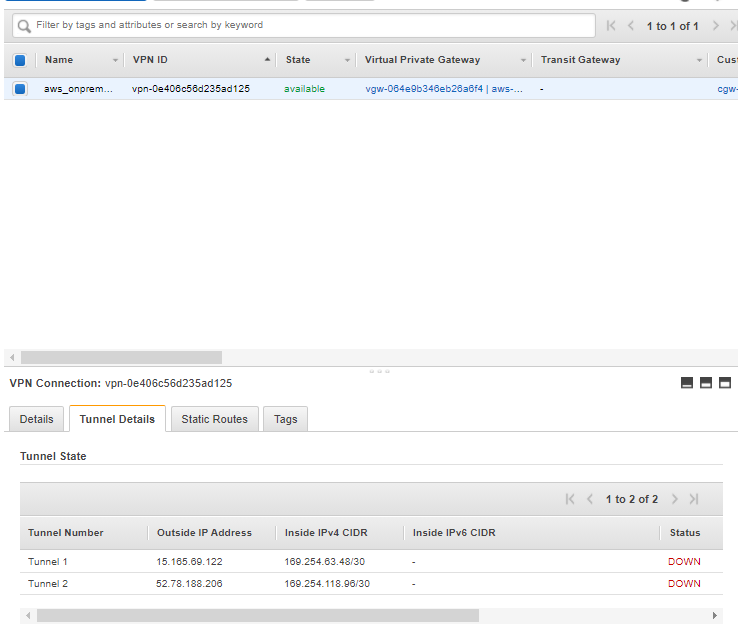 Filter by tags and attributes or search by keyword
1 to 1 of 1
Name VPN ID State Virtual Private Gateway Transit Gateway Cus
aws_onprem... vpn-0e406c56d235ad125 available vgw-064e9b346eb26a6f4 | aws-... - cgw-
VPN Connection: vpn-0e406c56d235ad125
Details Tunnel Details Static Routes Tags
Tunnel State
1 to 2 of 2
Tunnel Number Outside IP Address Inside IPv4 CIDR Inside IPv6 CIDR Status
Tunnel 1 15.165.69.122 169.254.63.48/30 - DOWN
Tunnel 2 52.78.188.206 169.254.118.96/30 - DOWN